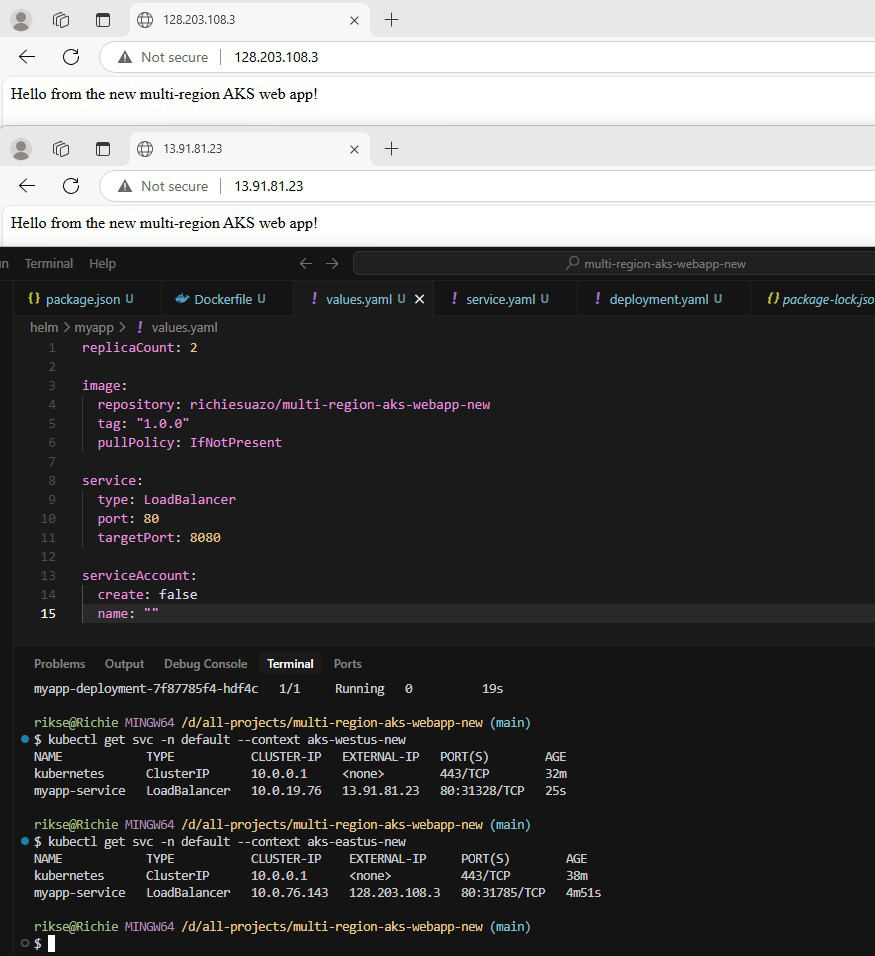 128.203.108.3
Not secure 128.203.108.3
Hello from the new multi-region AKS web app!
13.91.81.23
Not secure 13.91.81.23
Hello from the new multi-region AKS web app!
n Terminal Help multi-region-aks-webapp-new
{} package.json U Dockerfile U ! values.yaml U ! service.yaml U ! deployment.yaml U {} package-lock.jso
helm > myapp > ! values.yaml
1 replicaCount: 2
2
3 image:
4 repository: richiesuazo/multi-region-aks-webapp-new
5 tag: "1.0.0"
6 pullPolicy: IfNotPresent
7
8 service:
9 type: LoadBalancer
10 port: 80
11 targetPort: 8080
12
13 serviceAccount:
14 create: false
15 name: ""
Problems Output Debug Console Terminal Ports
myapp-deployment-7f87785f4-hdf4c 1/1 Running 0 19s
rikse@Richie MINGW64 /d/all-projects/multi-region-aks-webapp-new (main)
$ kubectl get svc -n default --context aks-westus-new
NAME TYPE CLUSTER-IP EXTERNAL-IP PORT(S) AGE
kubernetes ClusterIP 10.0.0.1 <none> 443/TCP 32m
myapp-service LoadBalancer 10.0.19.76 13.91.81.23 80:31328/TCP 25s
rikse@Richie MINGW64 /d/all-projects/multi-region-aks-webapp-new (main)
$ kubectl get svc -n default --context aks-eastus-new
NAME TYPE CLUSTER-IP EXTERNAL-IP PORT(S) AGE
kubernetes ClusterIP 10.0.0.1 <none> 443/TCP 38m
myapp-service LoadBalancer 10.0.76.143 128.203.108.3 80:31785/TCP 4m51s
rikse@Richie MINGW64 /d/all-projects/multi-region-aks-webapp-new (main)
$